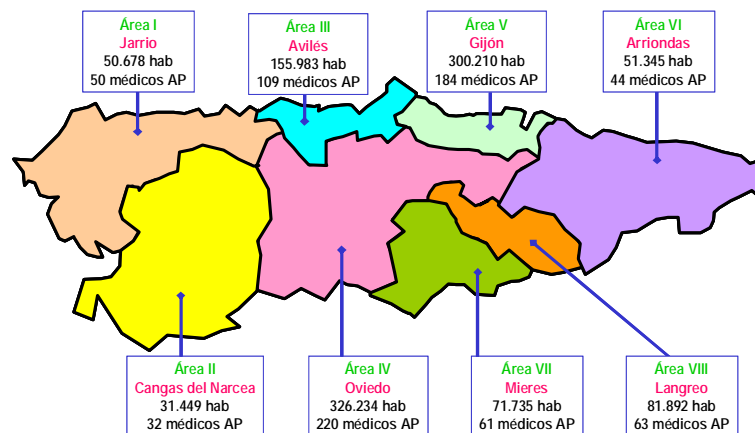 Área I
Jarrio
50.678 hab
50 médicos AP
Área III
Avilés
155.983 hab
109 médicos AP
Área V
Gijón
300.210 hab
184 médicos AP
Área VI
Arriondas
51.345 hab
44 médicos AP
Área II
Cangas del Narcea
31.449 hab
32 médicos AP
Área IV
Oviedo
326.234 hab
220 médicos AP
Área VII
Mieres
71.735 hab
61 médicos AP
Área VIII
Langreo
81.892 hab
63 médicos AP